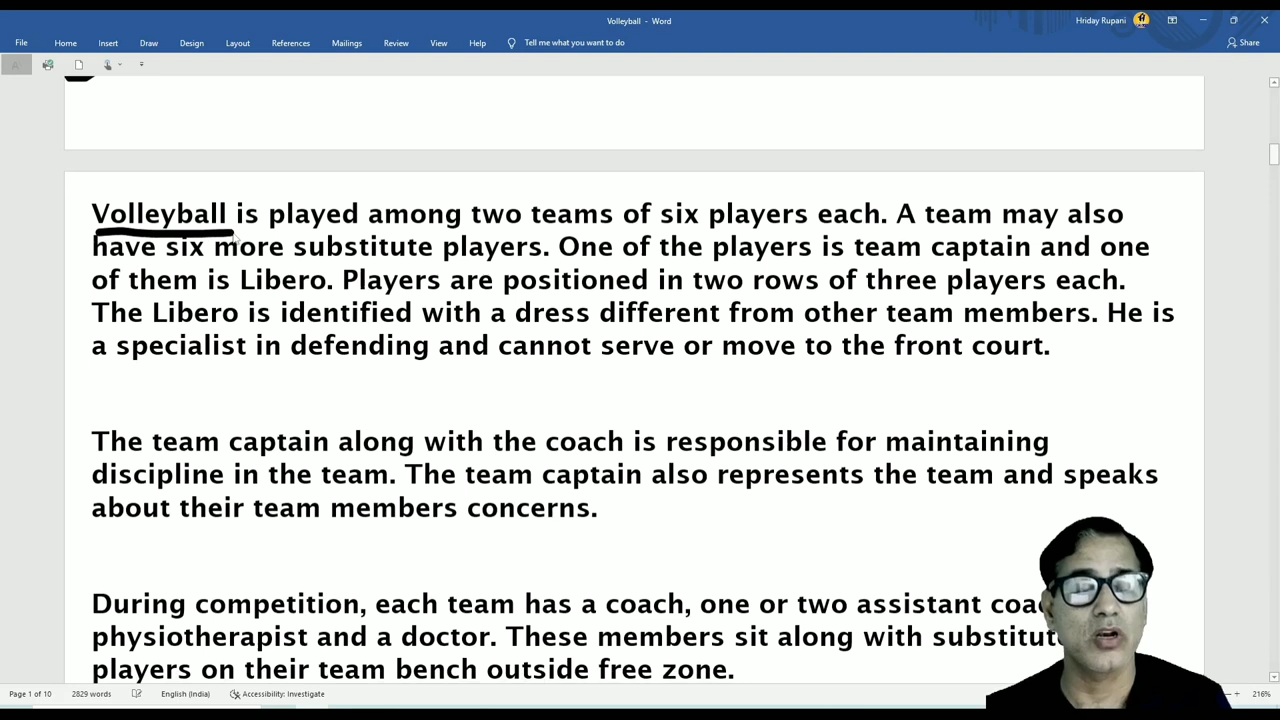 Volleyball - Word
Hriday Rupani
File Home Insert Draw Design Layout References Mailings Review View Help Tell me what you want to do Share
Volleyball is played among two teams of six players each. A team may also
have six more substitute players. One of the players is team captain and one
of them is Libero. Players are positioned in two rows of three players each.
The Libero is identified with a dress different from other team members. He is
a specialist in defending and cannot serve or move to the front court.
The team captain along with the coach is responsible for maintaining
discipline in the team. The team captain also represents the team and speaks
about their team members concerns.
During competition, each team has a coach, one or two assistant
physiotherapist and a doctor. These members sit along with
players on their team bench outside free zone.
Page 1 of 10 2829 words English (India) Accessibility: Investigate 216%